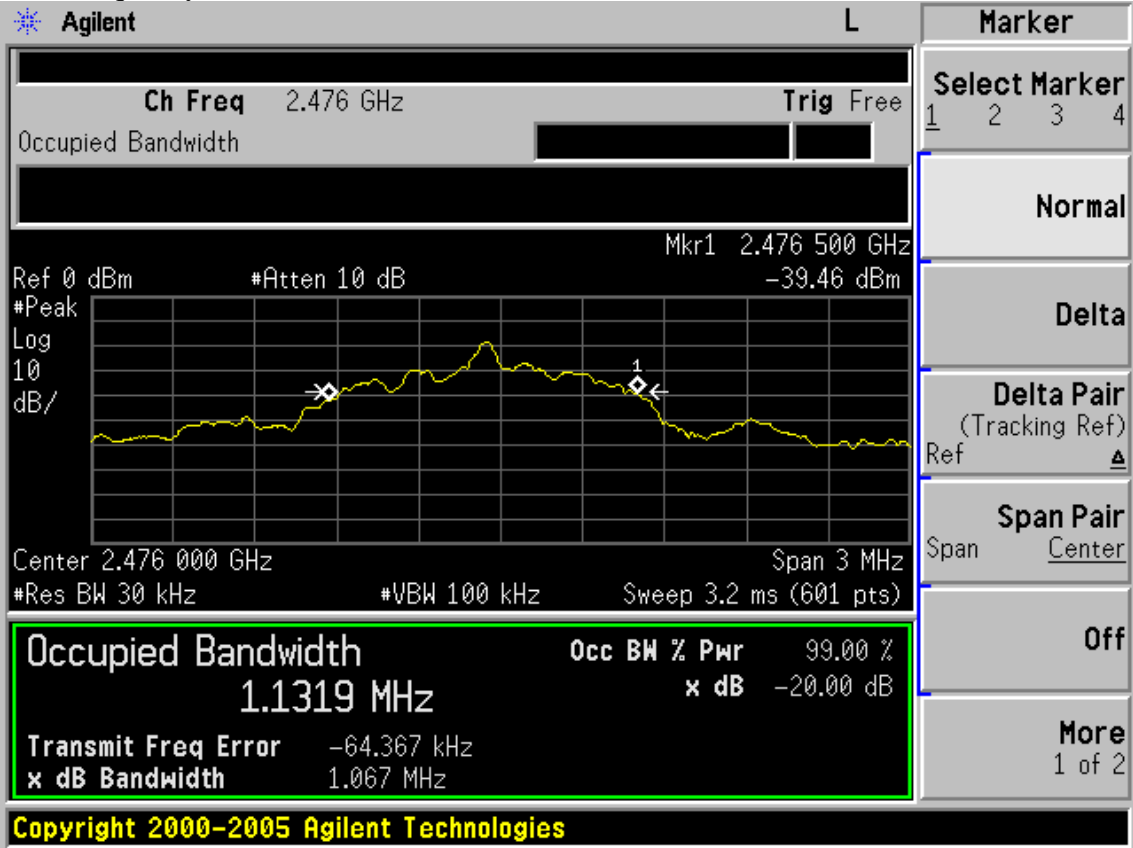 Agilent L Marker
Ch Freq 2.476 GHz Trig Free
Occupied Bandwidth
Select Marker
1 2 3 4
Normal
Mkr1 2.476 500 GHz
Ref 0 dBm #Atten 10 dB -39.46 dBm
#Peak
Log
10
dB/
1
Delta
Delta Pair
(Tracking Ref)
Ref Δ
Span Pair
Span Center
Center 2.476 000 GHz Span 3 MHz
#Res BW 30 kHz #VBW 100 kHz Sweep 3.2 ms (601 pts)
Off
Occupied Bandwidth Occ BW % Pwr 99.00 %
1.1319 MHz x dB -20.00 dB
Transmit Freq Error -64.367 kHz
x dB Bandwidth 1.067 MHz
More
1 of 2
Copyright 2000-2005 Agilent Technologies